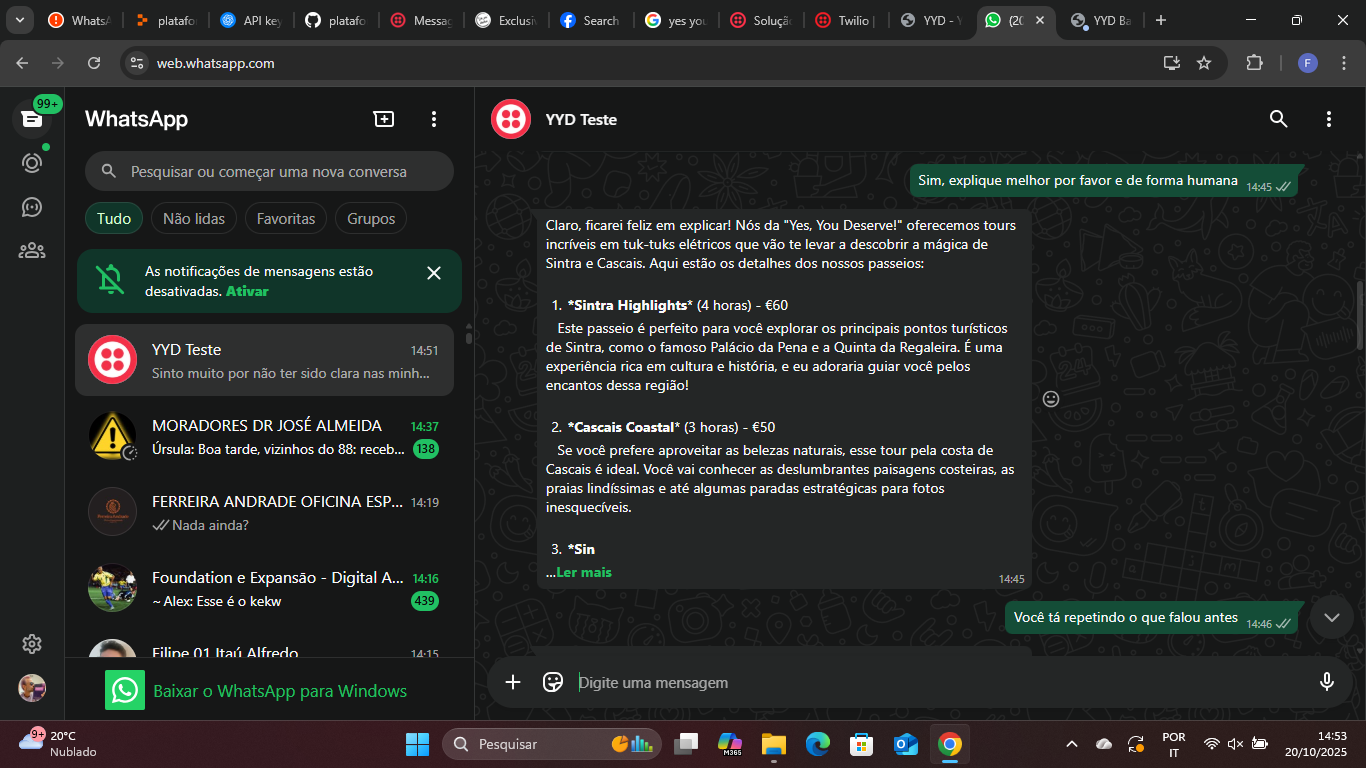 WhatsA
platafo
API key
platafo
Messag
Exclusiv
Search
yes you
Soluçã
Twilio |
YYD - Y
(20
YYD Ba
web.whatsapp.com
F
99+
WhatsApp
Pesquisar ou começar uma nova conversa
Tudo
Não lidas
Favoritas
Grupos
As notificações de mensagens estão
desativadas. Ativar
YYD Teste
14:51
Sinto muito por não ter sido clara nas minh...
MORADORES DR JOSÉ ALMEIDA
14:37
Úrsula: Boa tarde, vizinhos do 88: receb...
138
FERREIRA ANDRADE OFICINA ESP...
14:19
Nada ainda?
Foundation e Expansão - Digital A...
14:16
~ Alex: Esse é o kekw
439
Filipe 01 Itaú Alfredo
14:15
Baixar o WhatsApp para Windows
YYD Teste
Sim, explique melhor por favor e de forma humana
14:45
Claro, ficarei feliz em explicar! Nós da "Yes, You Deserve!" oferecemos tours
incríveis em tuk-tuks elétricos que vão te levar a descobrir a mágica de
Sintra e Cascais. Aqui estão os detalhes dos nossos passeios:
1. *Sintra Highlights* (4 horas) - €60
Este passeio é perfeito para você explorar os principais pontos turísticos
de Sintra, como o famoso Palácio da Pena e a Quinta da Regaleira. É uma
experiência rica em cultura e história, e eu adoraria guiar você pelos
encantos dessa região!
2. *Cascais Coastal* (3 horas) - €50
Se você prefere aproveitar as belezas naturais, esse tour pela costa de
Cascais é ideal. Você vai conhecer as deslumbrantes paisagens costeiras, as
praias lindíssimas e até algumas paradas estratégicas para fotos
inesquecíveis.
3. *Sin
...Ler mais
14:45
Você tá repetindo o que falou antes
14:46
Digite uma mensagem
9+
20°C
Nublado
Pesquisar
M365
POR
IT
14:53
20/10/2025